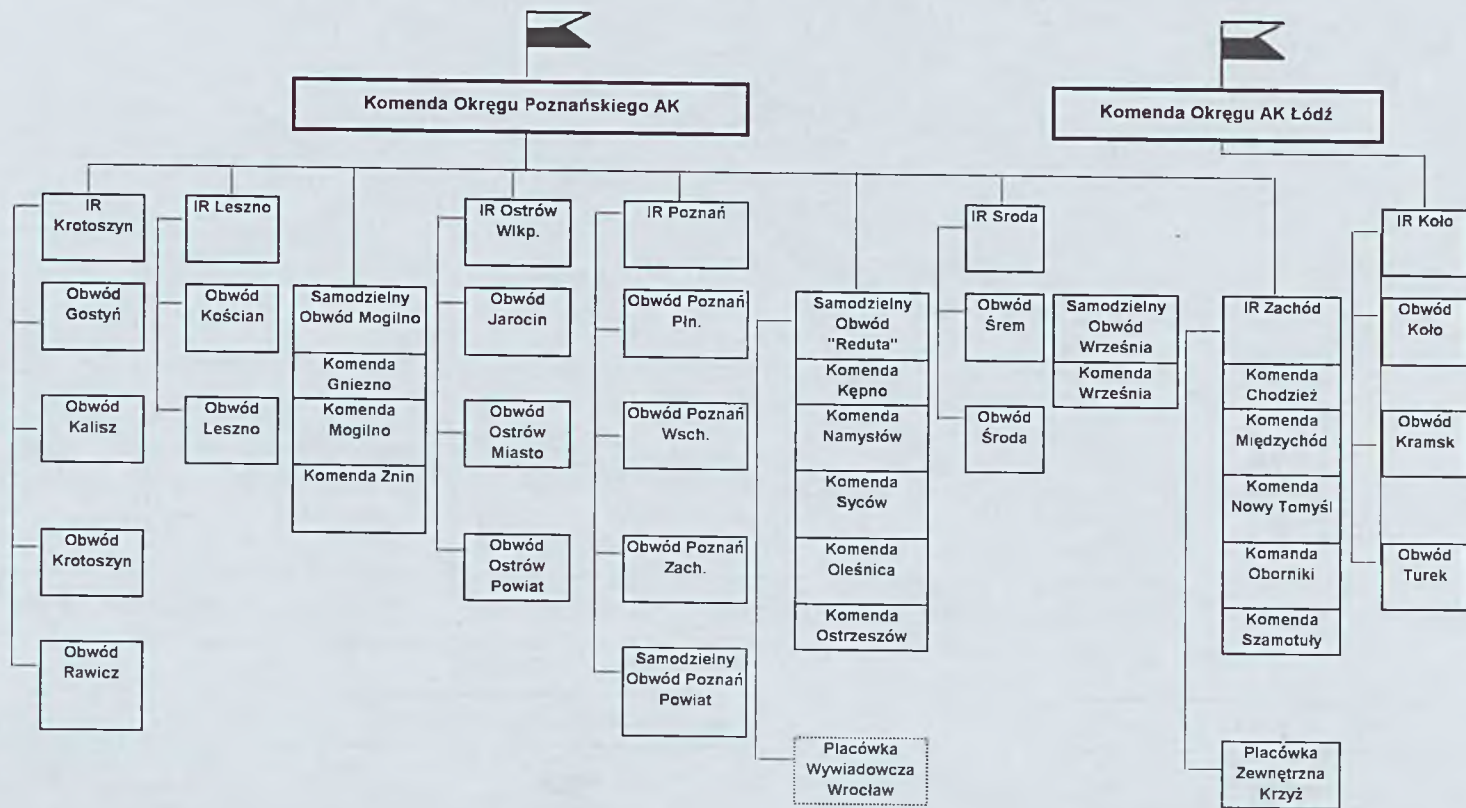 Komenda Okręgu Poznańskiego AK
Komenda Okręgu AK Łódź
IR
Krotoszyn
Obwód
Gostyń
Obwód
Kalisz
Obwód
Krotoszyn
Obwód
Rawicz
IR Leszno
Obwód
Kościan
Obwód
Leszno
Samodzielny
Obwód Mogilno
Komenda
Gniezno
Komenda
Mogilno
Komenda Znin
IR Ostrów
Wlkp.
Obwód
Jarocin
Obwód
Ostrów
Miasto
Obwód
Ostrów
Powiat
IR Poznań
Obwód Poznań
Płn.
Obwód Poznań
Wsch.
Obwód Poznań
Zach.
Samodzielny
Obwód Poznań
Powiat
Samodzielny
Obwód
"Reduta"
Komenda
Kępno
Komenda
Namysłów
Komenda
Syców
Komenda
Oleśnica
Komenda
Ostrzeszów
Placówka
Wywiadowcza
Wrocław
IR Sroda
Obwód
Śrem
Obwód
Środa
Samodzielny
Obwód
Września
Komenda
Września
IR Zachód
Komenda
Chodzież
Komenda
Międzychód
Komenda
Nowy Tomyśl
Komanda
Oborniki
Komenda
Szamotuły
Placówka
Zewnętrzna
Krzyż
IR Koło
Obwód
Koło
Obwód
Kramsk
Obwód
Turek